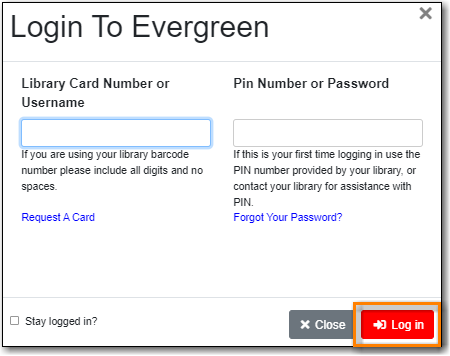 Login To Evergreen
×
Library Card Number or
Username
If you are using your library barcode
number please include all digits and no
spaces.
Request A Card
Pin Number or Password
If this is your first time logging in use the
PIN number provided by your library, or
contact your library for assistance with
PIN.
Forgot Your Password?
Stay logged in?
× Close
Log in